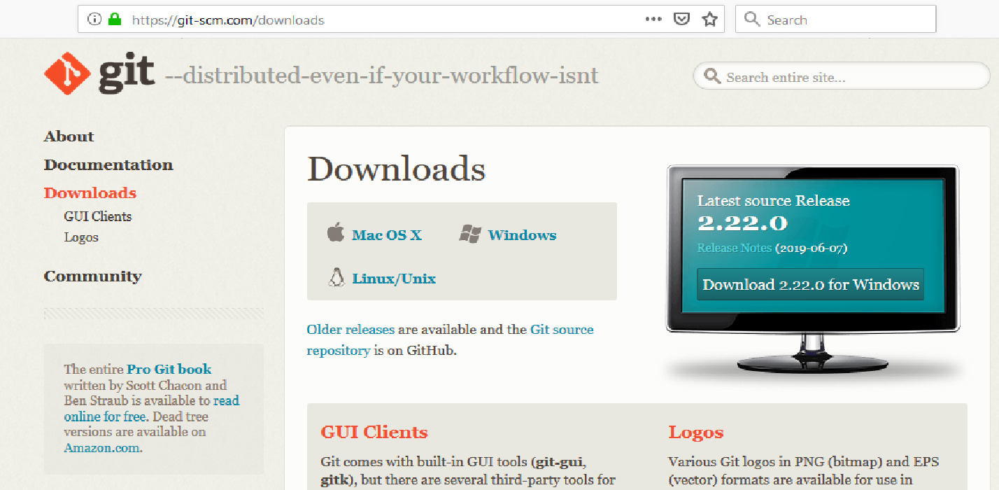 https://git-scm.com/downloads
Search
git --distributed-even-if-your-workflow-isnt
Search entire site...
About
Documentation
Downloads
GUI Clients
Logos
Community
The entire Pro Git book
written by Scott Chacon and
Ben Straub is available to read
online for free. Dead tree
versions are available on
Amazon.com.
Downloads
Mac OS X
Windows
Linux/Unix
Older releases are available and the Git source
repository is on GitHub.
Latest source Release
2.22.0
Release Notes (2019-06-07)
Download 2.22.0 for Windows
GUI Clients
Git comes with built-in GUI tools (git-gui,
gitk), but there are several third-party tools for
Logos
Various Git logos in PNG (bitmap) and EPS
(vector) formats are available for use in